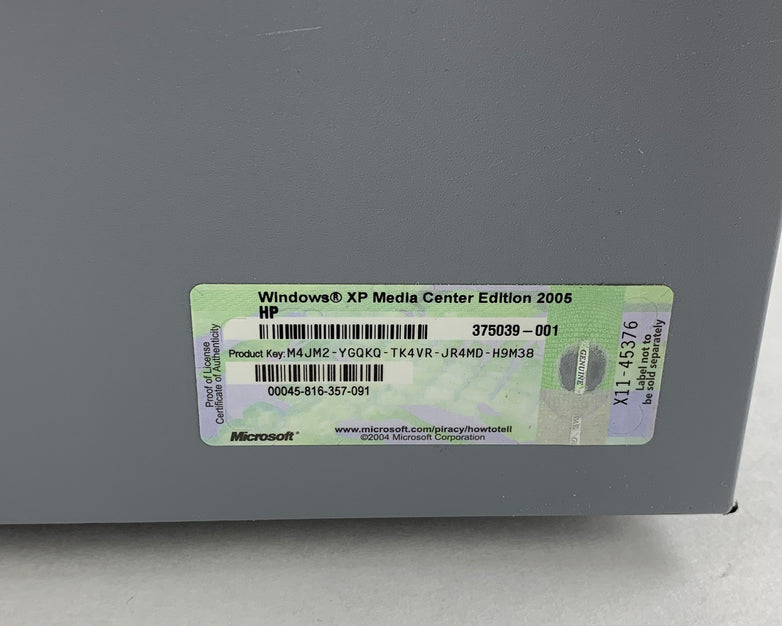 Windows® XP Media Center Edition 2005
HP
375039-001
Product Key: M4JM2-YGQKQ-TK4VR-JR4MD-H9M38
00045-816-357-091
www.microsoft.com/piracy/howtotell
©2004 Microsoft Corporation
Microsoft®
Proof of License
Certificate of Authenticity
GENUINE
X11-45376
Label not to
be sold separately